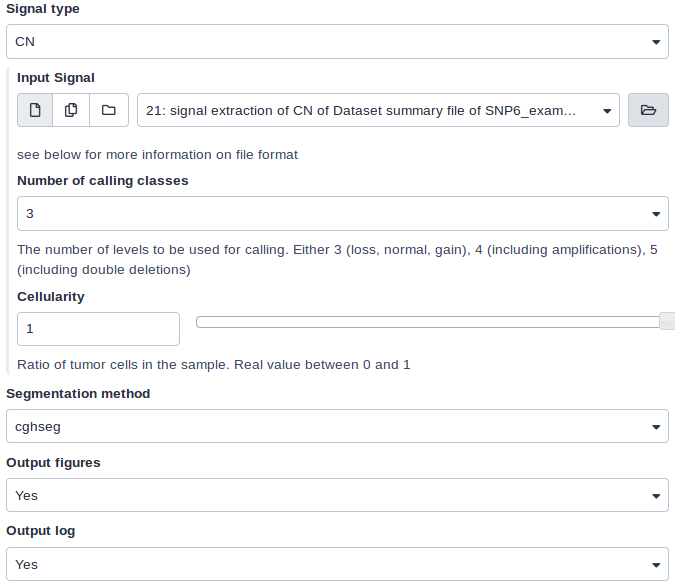 Signal type
CN
Input Signal
21: signal extraction of CN of Dataset summary file of SNP6_exam...
see below for more information on file format
Number of calling classes
3
The number of levels to be used for calling. Either 3 (loss, normal, gain), 4 (including amplifications), 5
(including double deletions)
Cellularity
1
Ratio of tumor cells in the sample. Real value between 0 and 1
Segmentation method
cghseg
Output figures
Yes
Output log
Yes